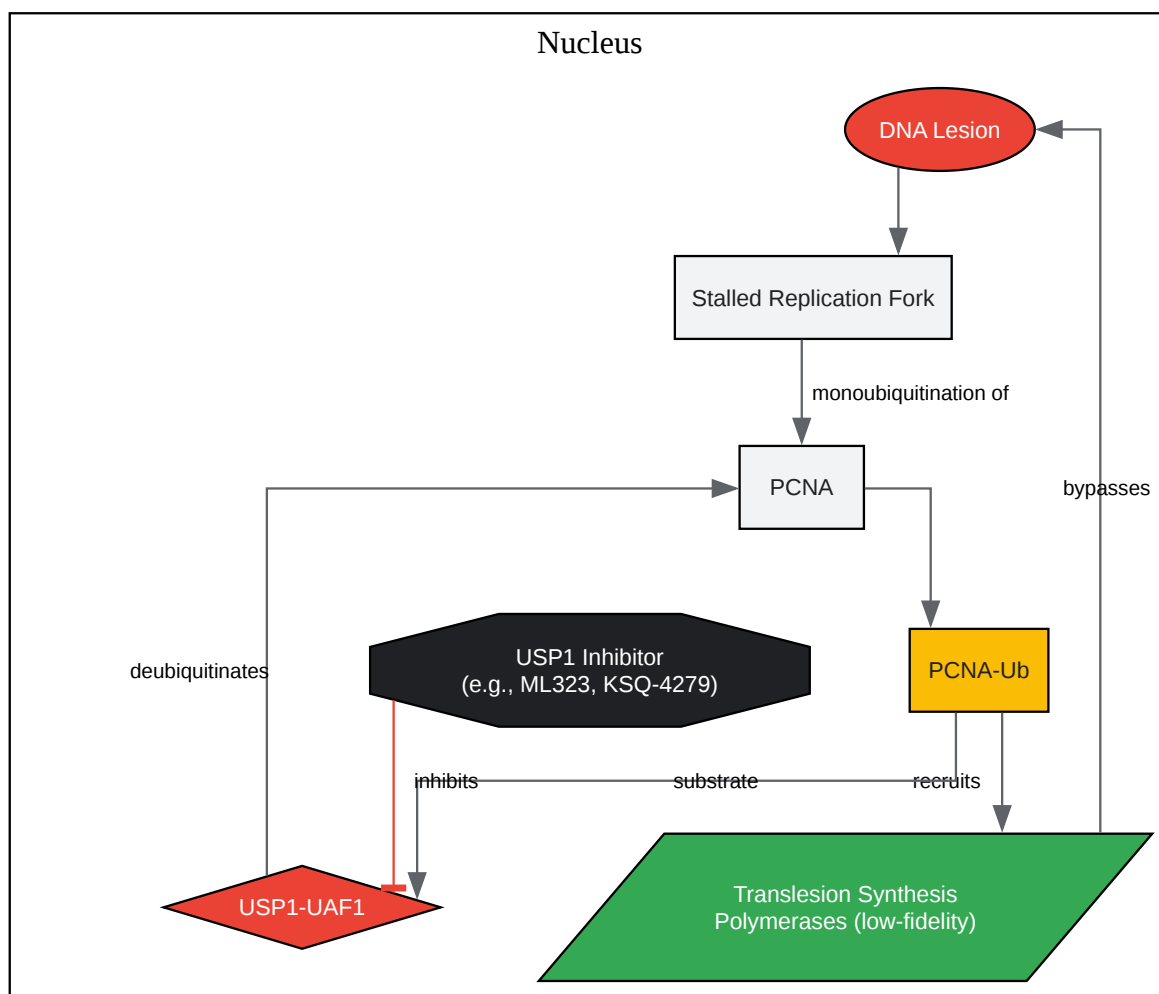 Nucleus
DNA Lesion
Stalled Replication Fork
monoubiquitination of
PCNA
bypasses
USP1 Inhibitor
(e.g., ML323, KSQ-4279)
deubiquitinates
PCNA-Ub
inhibits
substrate
recruits
USP1-UAF1
Translesion Synthesis
Polymerases (low-fidelity)